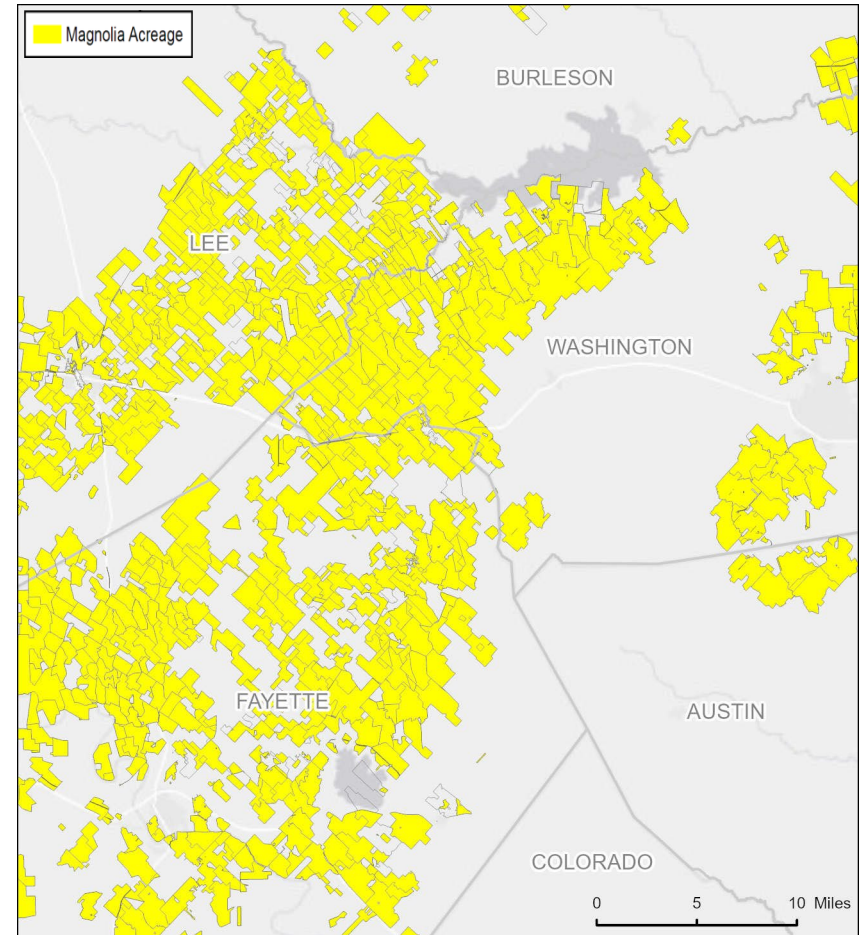 Magnolia Acreage
BURLESON
LEE
WASHINGTON
FAYETTE
AUSTIN
COLORADO
0 5 10 Miles